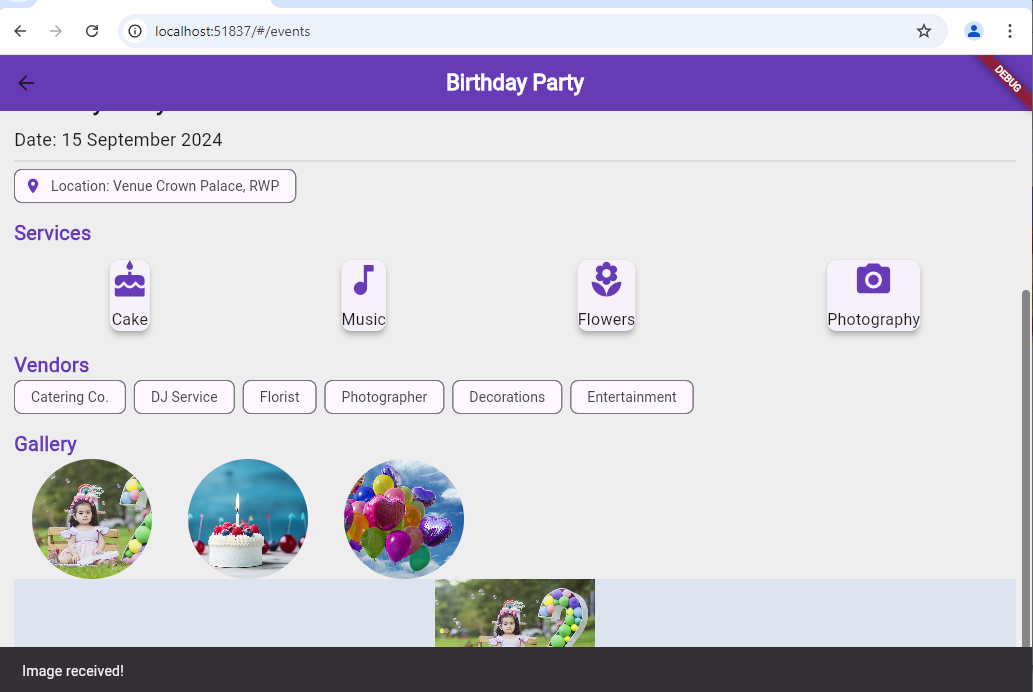 localhost:51837/#/events
Birthday Party
DEBUG
Date: 15 September 2024
Location: Venue Crown Palace, RWP
Services
Cake Music Flowers Photography
Vendors
Catering Co. DJ Service Florist Photographer Decorations Entertainment
Gallery
Image received!